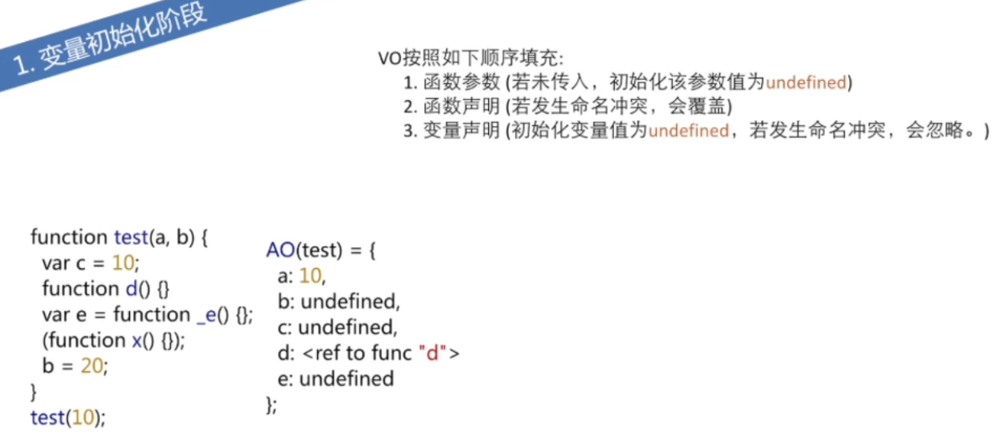 1. 变量初始化阶段
VO按照如下顺序填充:
1. 函数参数 (若未传入，初始化该参数值为undefined)
2. 函数声明 (若发生命名冲突，会覆盖)
3. 变量声明 (初始化变量值为undefined，若发生命名冲突，会忽略。)
function test(a, b) {
var c = 10;
function d() {}
var e = function _e() {};
(function x() {});
b = 20;
}
test(10);
AO(test) = {
a: 10,
b: undefined,
c: undefined,
d: <ref to func "d">
e: undefined
};